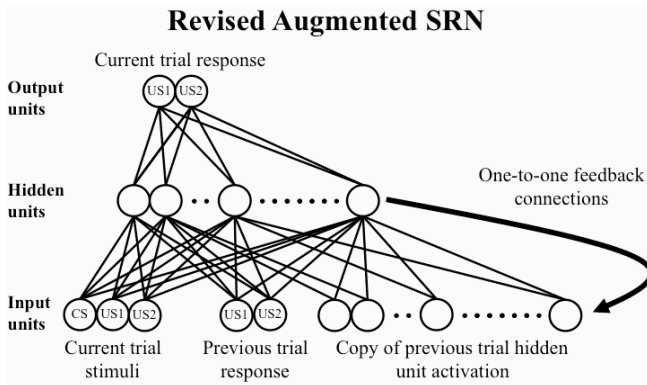 Revised Augmented SRN
Current trial response
Output
units
US1 US2
Hidden
units
One-to-one feedback
connections
Input
units
CS US1 US2 US1 US2
Current trial
stimuli
Previous trial
response
Copy of previous trial hidden
unit activation